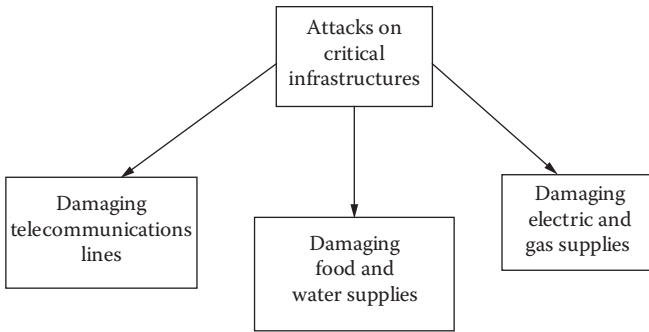 Attacks on
critical
infrastructures
Damaging
telecommunications
lines
Damaging
food and
water supplies
Damaging
electric and
gas supplies